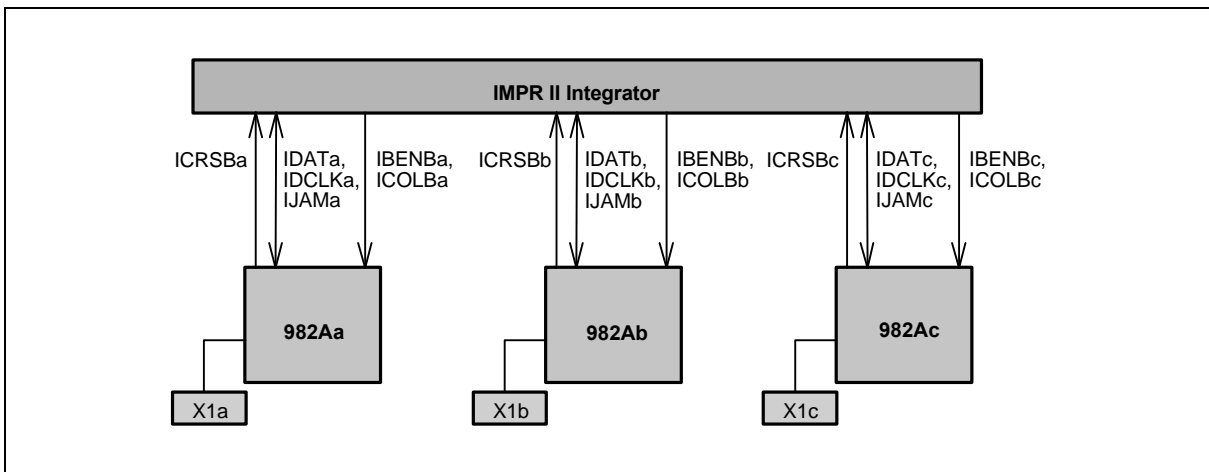 IMPR II Integrator
ICRSBa
IDATa,
IDCLKa,
IJAMa
IBENBa,
ICOLBa
ICRSBb
IDATb,
IDCLKb,
IJAMb
IBENBb,
ICOLBb
ICRSBc
IDATc,
IDCLKc,
IJAMc
IBENBc,
ICOLBc
982Aa
982Ab
982Ac
X1a
X1b
X1c